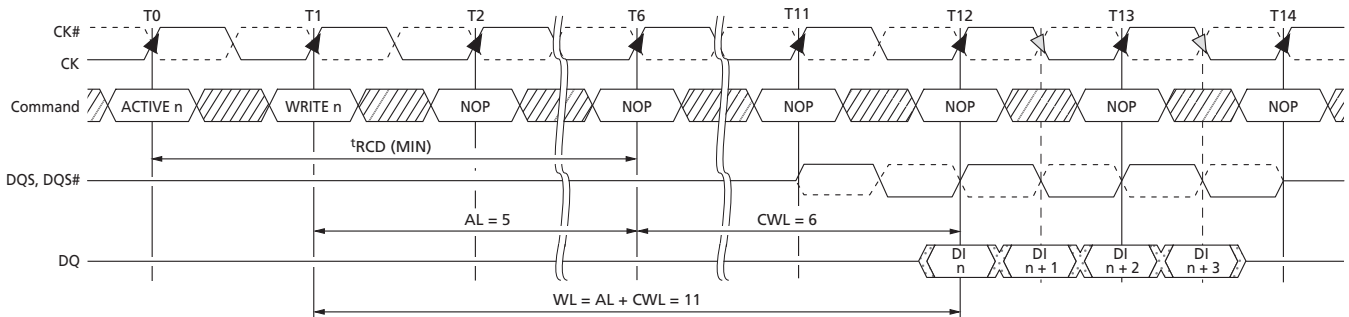 T0 T1 T2 T6 T11 T12 T13 T14
CK#
CK
Command ACTIVE n WRITE n NOP NOP NOP NOP NOP NOP
tRCD (MIN)
DQS, DQS#
AL = 5 CWL = 6
DQ DI n DI n + 1 DI n + 2 DI n + 3
WL = AL + CWL = 11